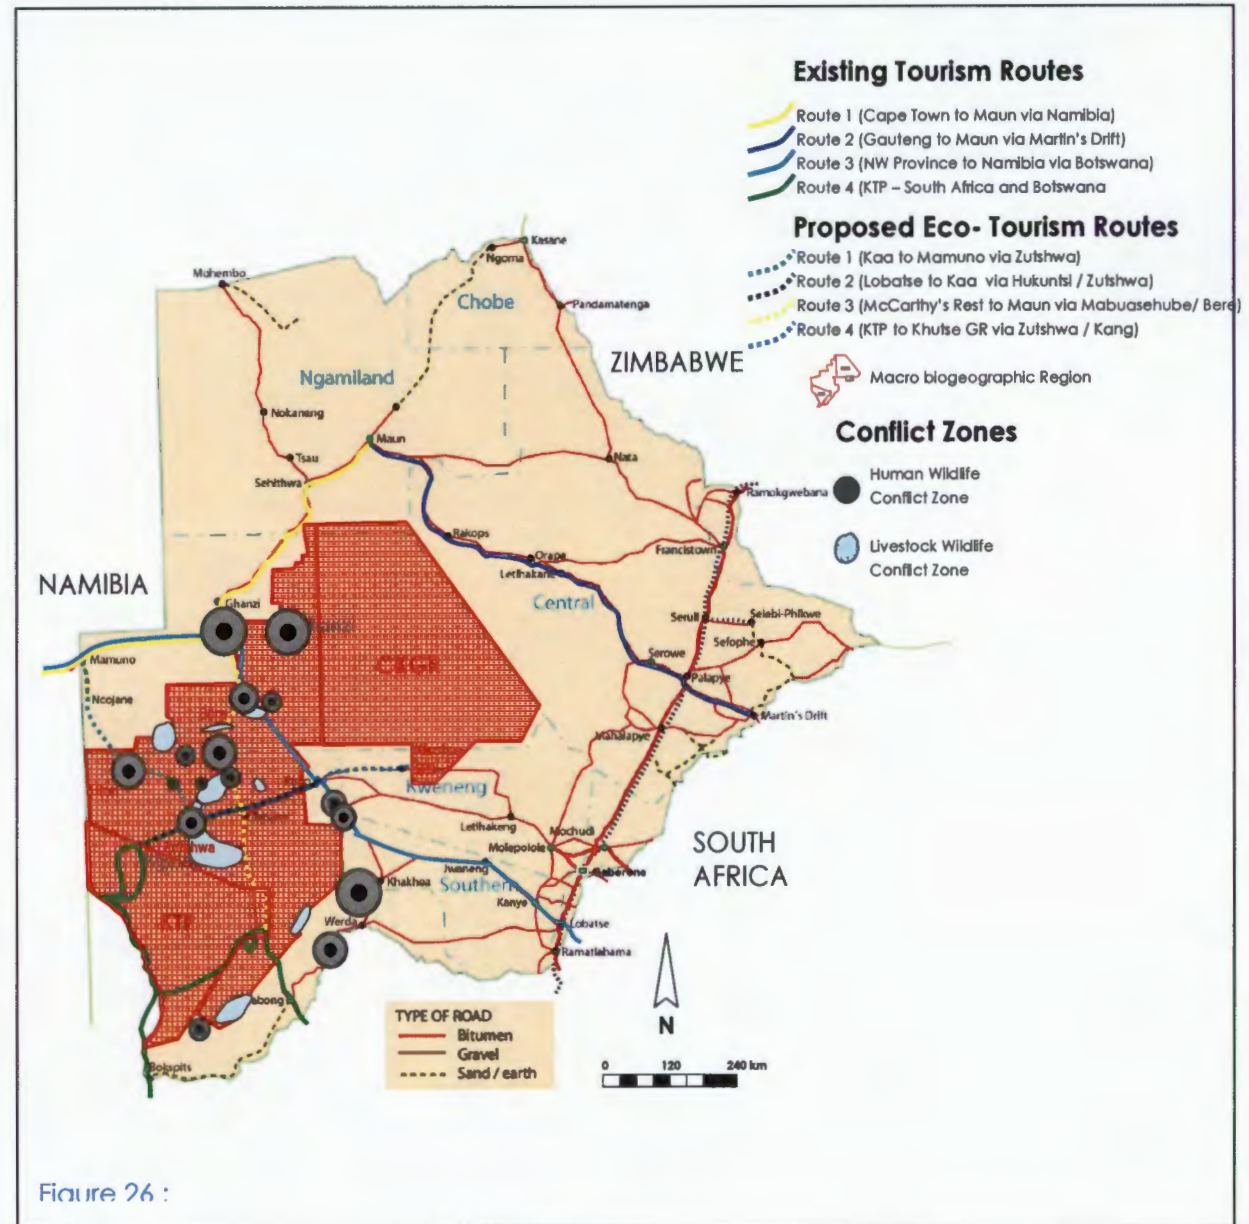 Existing Tourism Routes
Route 1 (Cape Town to Maun via Namibia)
Route 2 (Gauteng to Maun via Martin's Drift)
Route 3 (NW Province to Namibia via Botswana)
Route 4 (KTP – South Africa and Botswana
Proposed Eco- Tourism Routes
Route 1 (Kaa to Mamuno via Zutshwa)
Route 2 (Lobatse to Kaa via Hukuntsi / Zutshwa)
Route 3 (McCarthy's Rest to Maun via Mabuasehube/ Bere)
Route 4 (KTP to Khutse GR via Zutshwa / Kang)
Macro biogeographic Region
Conflict Zones
Human Wildlife
Conflict Zone
Livestock Wildlife
Conflict Zone
Kasane
Ngoma
Mohembo
Chobe
Pandamatenga
ZIMBABWE
Ngamiland
Nokaneng
Maun
Tsau
Nata
Sehithwa
Ramokgwebana
Rakops
Francistown
Orapa
Letlhakane
NAMIBIA
Ghanzi
Central
Serull
Selebi-Phikwe
Sefophe
Serowe
CKGR
Mamuno
Palapye
Ncojane
Martin's Drift
Mahalapye
Kweneng
Letlhakeng
Mochudi
Molepolole
SOUTH
AFRICA
Jwaneng
Gaborone
Khakhea
Southern
Kanye
KTP
Werda
Lobatse
Ramatlabama
abong
N
TYPE OF ROAD
Bitumen
Gravel
Sand / earth
0 120 240 km
Bokspits
Figure 26 :